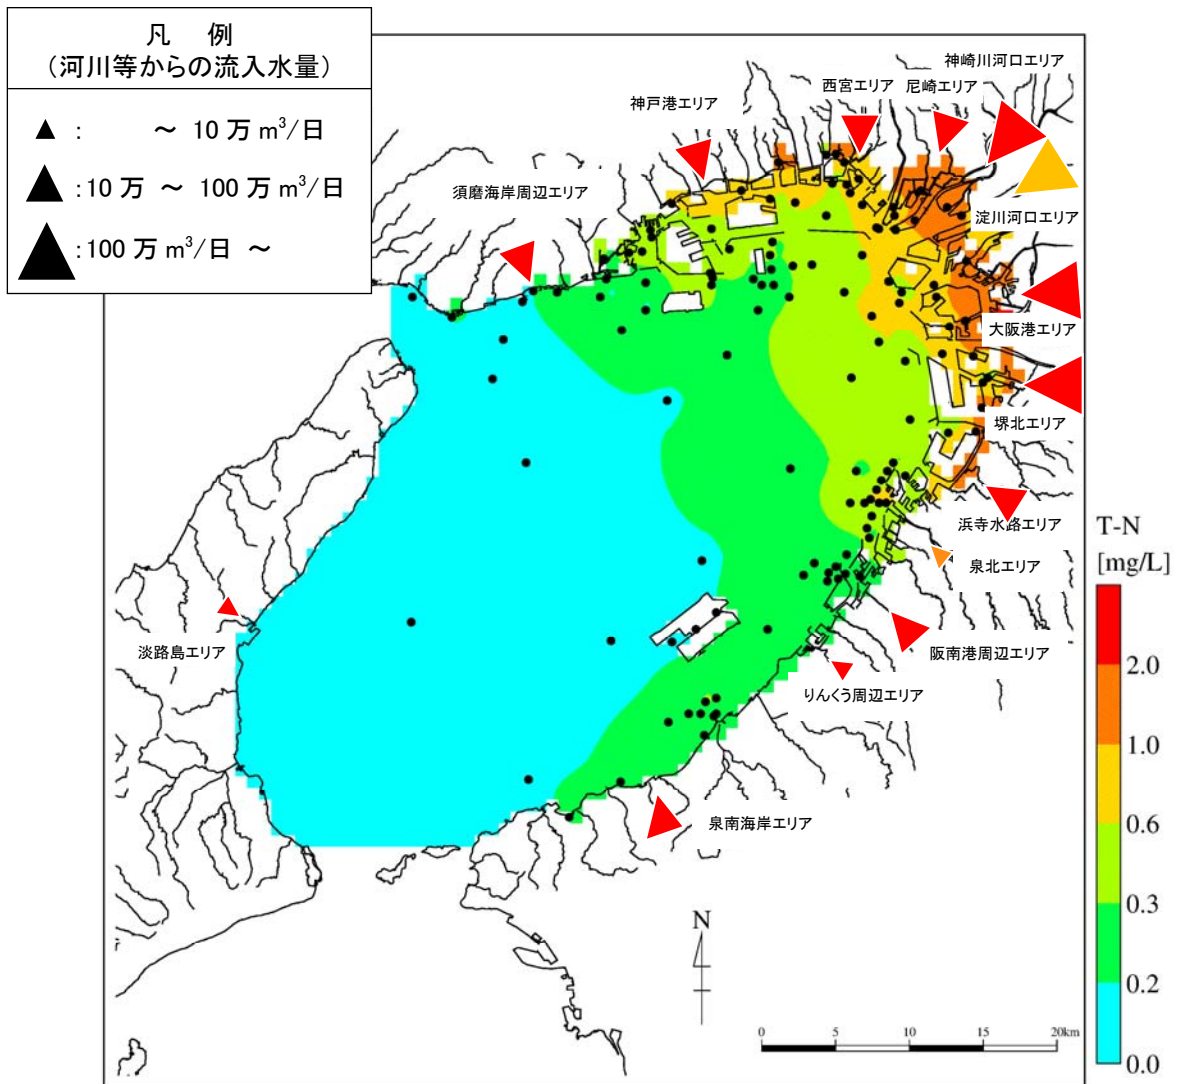 凡　例
（河川等からの流入水量）
▲ : ～ 10 万 m³/日
▲ : 10 万 ～ 100 万 m³/日
▲ : 100 万 m³/日 ～
神崎川河口エリア
西宮エリア 尼崎エリア
神戸港エリア
須磨海岸周辺エリア
淀川河口エリア
大阪港エリア
堺北エリア
浜寺水路エリア
泉北エリア
淡路島エリア
阪南港周辺エリア
りんくう周辺エリア
泉南海岸エリア
T-N
[mg/L]
2.0
1.0
0.6
0.3
0.2
0.0
N
0 5 10 15 20km